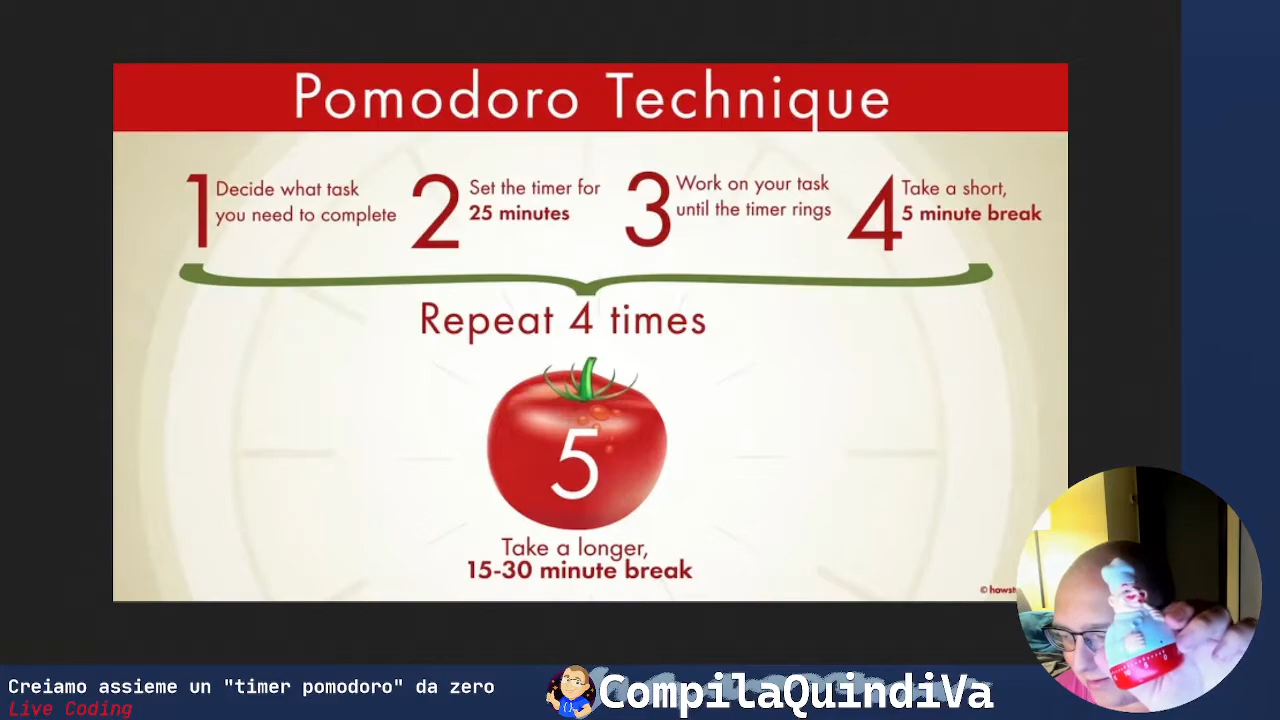 Pomodoro Technique
1 Decide what task
you need to complete
2 Set the timer for
25 minutes
3 Work on your task
until the timer rings
4 Take a short,
5 minute break
Repeat 4 times
5
Take a longer,
15-30 minute break
Creiamo assieme un "timer pomodoro" da zero
Live Coding
CompilaQuindiVa